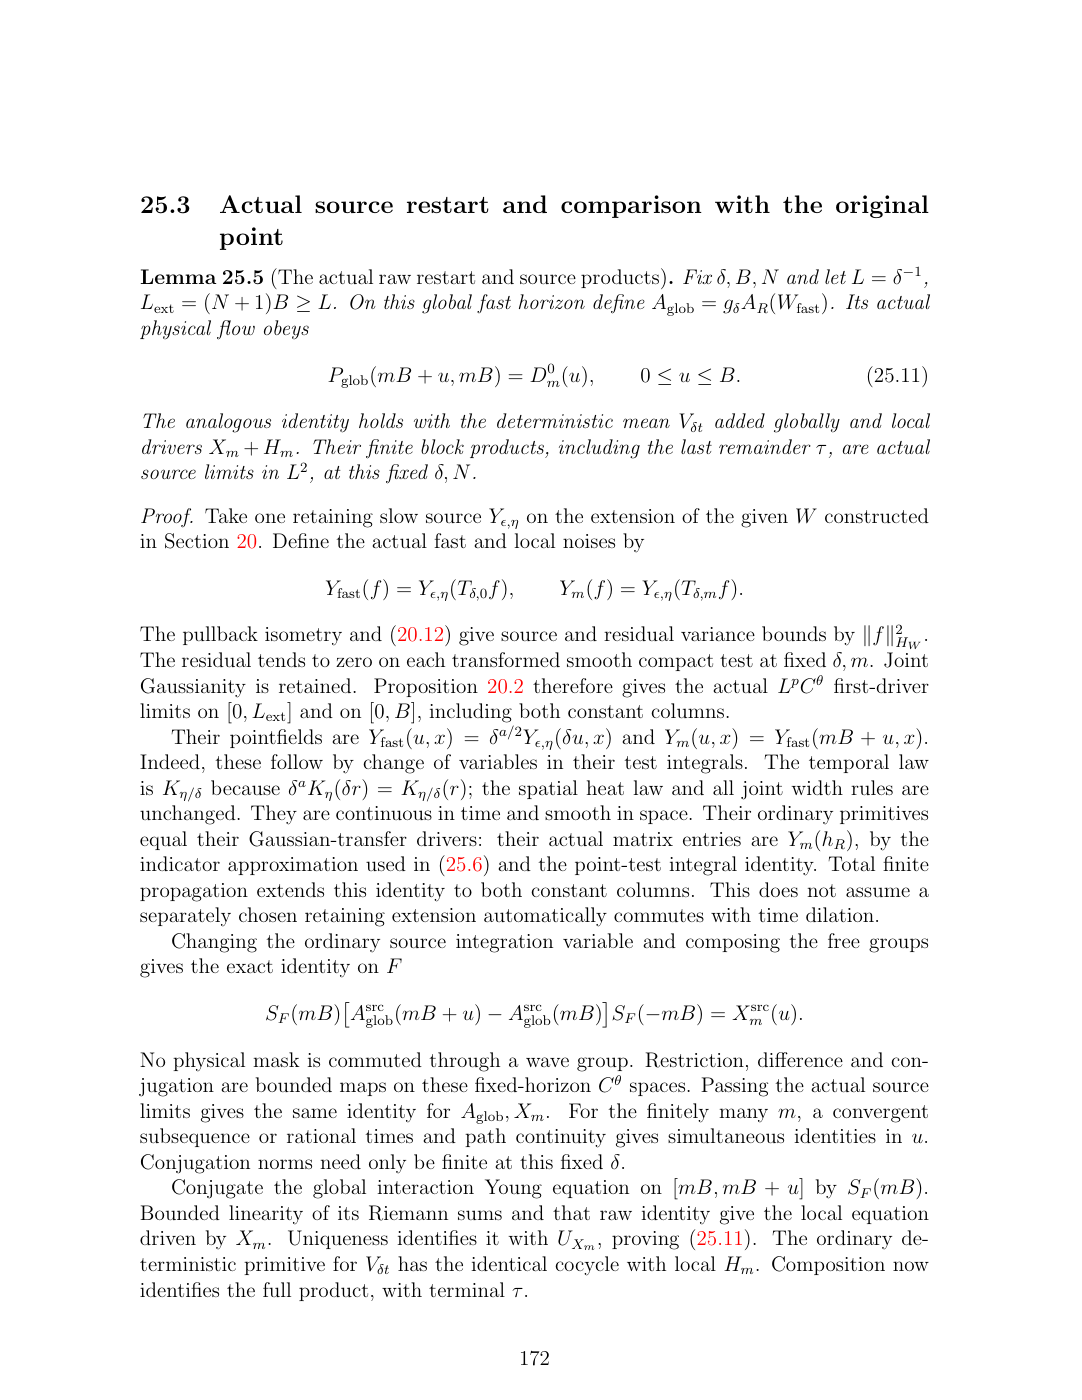 25.3 Actual source restart and comparison with the original
point
Lemma 25.5 (The actual raw restart and source products). Fix δ, B, N and let L = δ⁻¹,
L_ext = (N + 1)B ≥ L. On this global fast horizon define A_glob = g_δ A_R(W_fast). Its actual
physical flow obeys
P_glob(mB + u, mB) = D⁰_m(u), 0 ≤ u ≤ B. (25.11)
The analogous identity holds with the deterministic mean V_δt added globally and local
drivers X_m + H_m. Their finite block products, including the last remainder τ, are actual
source limits in L², at this fixed δ, N.
Proof. Take one retaining slow source Y_ϵ,η on the extension of the given W constructed
in Section 20. Define the actual fast and local noises by
Y_fast(f) = Y_ϵ,η(T_δ,0 f), Y_m(f) = Y_ϵ,η(T_δ,m f).
The pullback isometry and (20.12) give source and residual variance bounds by ∥f∥²_{H_W}.
The residual tends to zero on each transformed smooth compact test at fixed δ, m. Joint
Gaussianity is retained. Proposition 20.2 therefore gives the actual L^pC^θ first-driver
limits on [0, L_ext] and on [0, B], including both constant columns.
Their pointfields are Y_fast(u, x) = δ^{a/2}Y_ϵ,η(δu, x) and Y_m(u, x) = Y_fast(mB + u, x).
Indeed, these follow by change of variables in their test integrals. The temporal law
is K_{η/δ} because δ^a K_η(δr) = K_{η/δ}(r); the spatial heat law and all joint width rules are
unchanged. They are continuous in time and smooth in space. Their ordinary primitives
equal their Gaussian-transfer drivers: their actual matrix entries are Y_m(h_R), by the
indicator approximation used in (25.6) and the point-test integral identity. Total finite
propagation extends this identity to both constant columns. This does not assume a
separately chosen retaining extension automatically commutes with time dilation.
Changing the ordinary source integration variable and composing the free groups
gives the exact identity on F
S_F(mB)[A^src_glob(mB + u) − A^src_glob(mB)]S_F(−mB) = X^src_m(u).
No physical mask is commuted through a wave group. Restriction, difference and con-
jugation are bounded maps on these fixed-horizon C^θ spaces. Passing the actual source
limits gives the same identity for A_glob, X_m. For the finitely many m, a convergent
subsequence or rational times and path continuity gives simultaneous identities in u.
Conjugation norms need only be finite at this fixed δ.
Conjugate the global interaction Young equation on [mB, mB + u] by S_F(mB).
Bounded linearity of its Riemann sums and that raw identity give the local equation
driven by X_m. Uniqueness identifies it with U_{X_m}, proving (25.11). The ordinary de-
terministic primitive for V_δt has the identical cocycle with local H_m. Composition now
identifies the full product, with terminal τ.
172